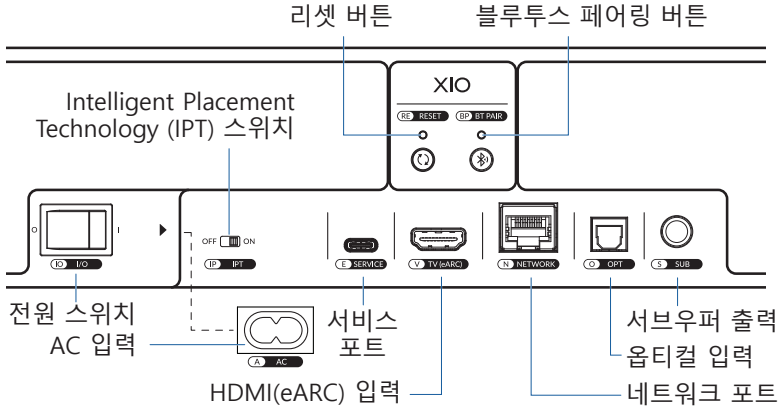 리셋 버튼
블루투스 페어링 버튼
XIO
RE RESET
BP BT PAIR
Intelligent Placement
Technology (IPT) 스위치
O
I
OFF
ON
IO I/O
IP IPT
E SERVICE
V TV (eARC)
N NETWORK
O OPT
S SUB
전원 스위치
AC 입력
A AC
서비스
포트
HDMI(eARC) 입력
서브우퍼 출력
옵티컬 입력
네트워크 포트